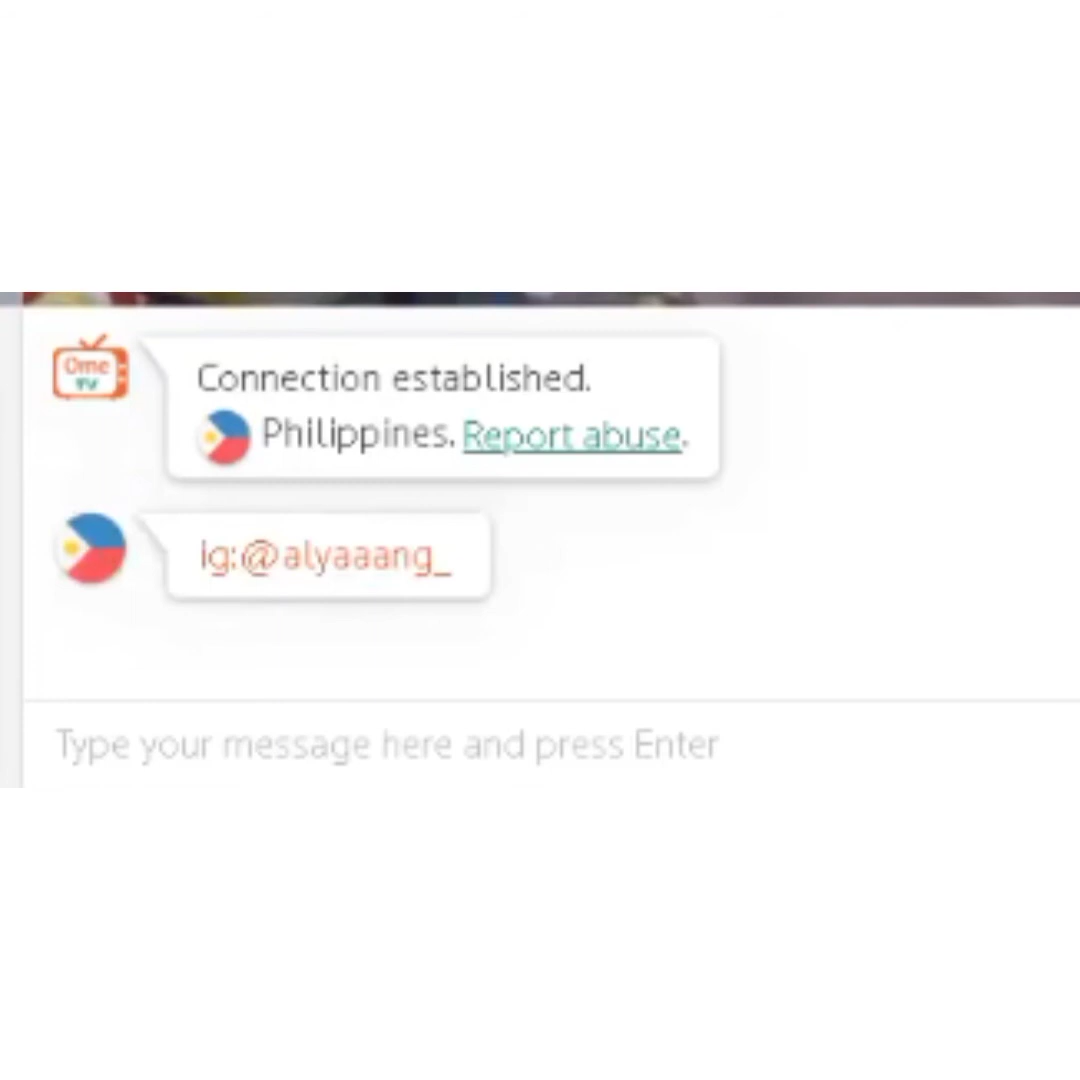 Ome
TV
Connection established.
Philippines. Report abuse.
ig:@alyaaang_
Type your message here and press Enter